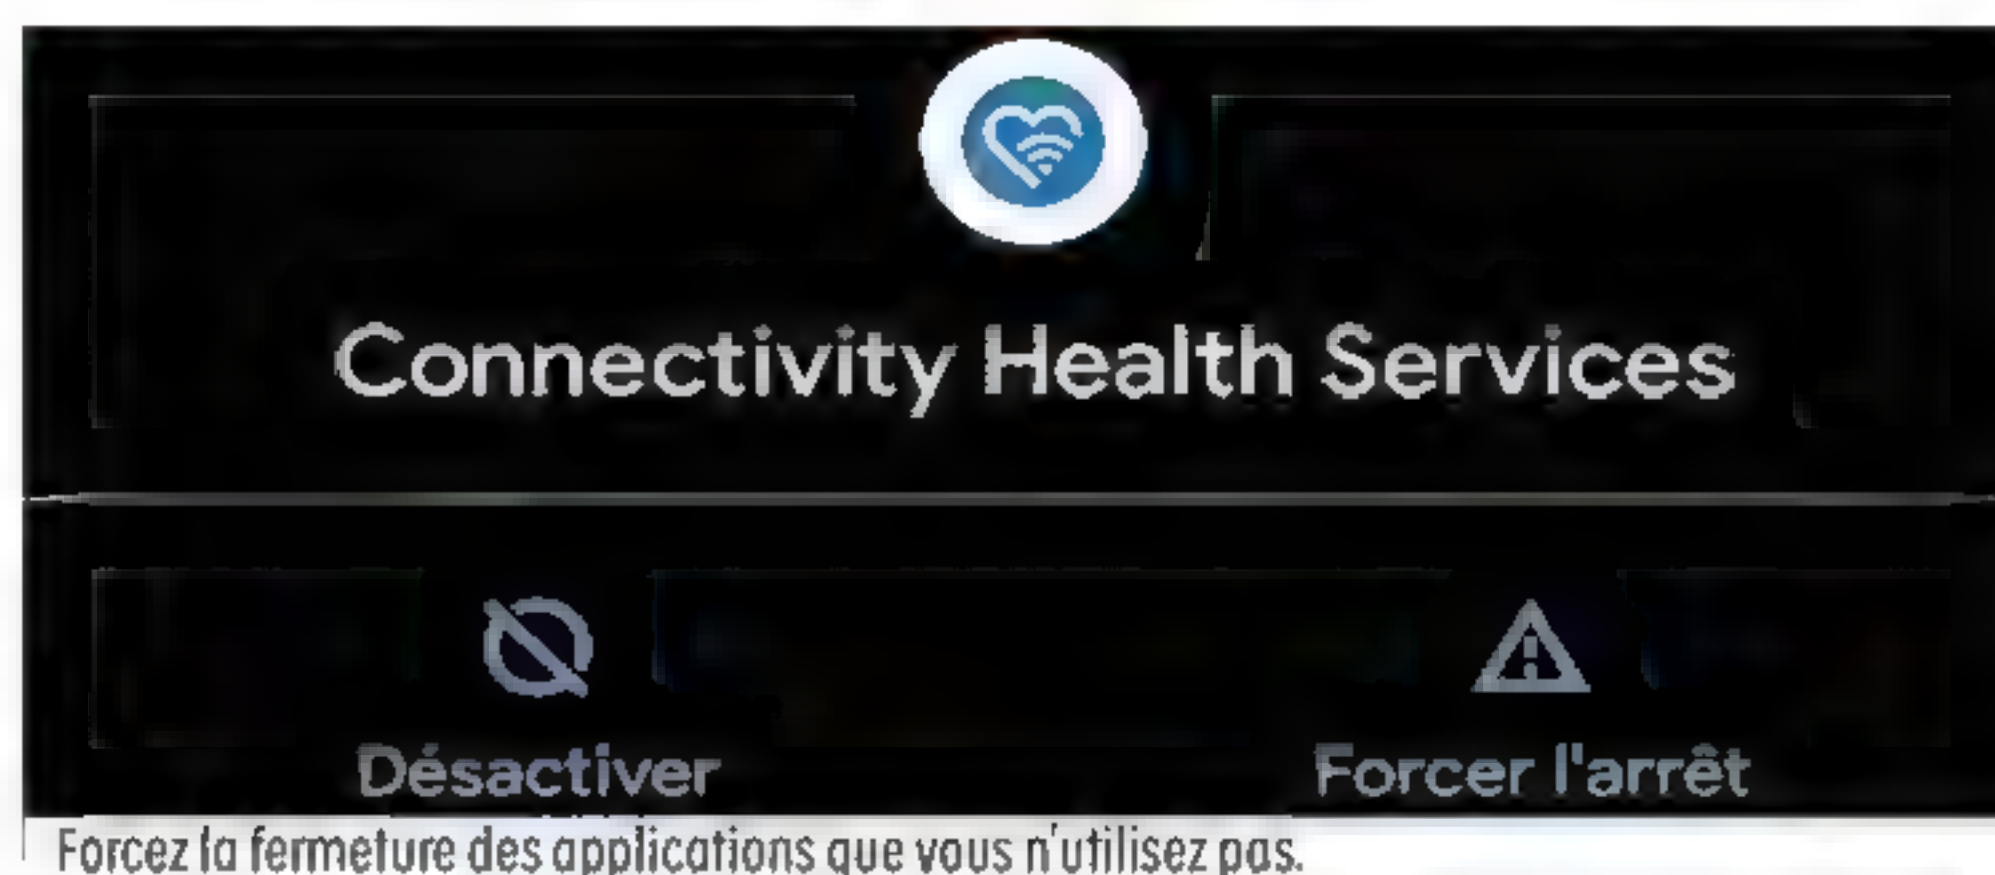 Connectivity Health Services
Désactiver
Forcer l'arrêt
Forcez la fermeture des applications que vous n'utilisez pas.